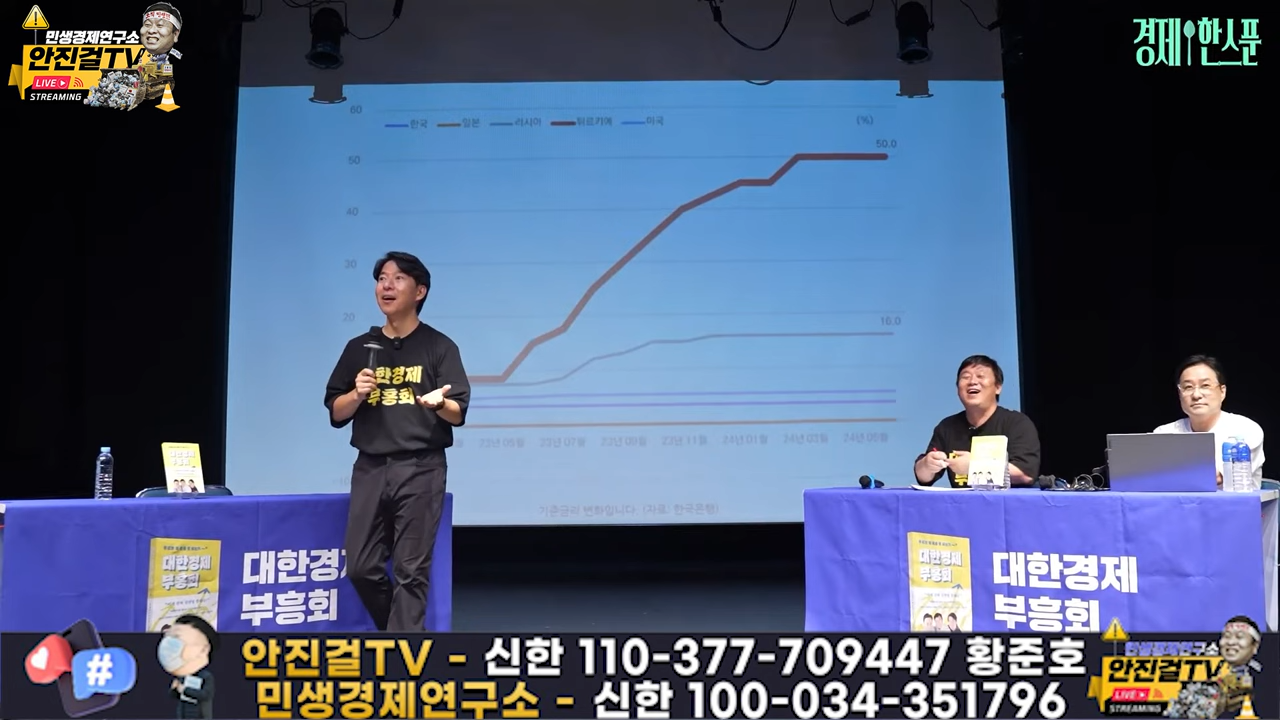 민생경제연구소
안진걸TV
LIVE
STREAMING
경제한스푼
60
한국 일본 러시아 튀르키예 미국
(%)
50.0
50
40
30
20
16.0
23년 05월 23년 07월 23년 09월 23년 11월 24년 01월 24년 03월 24년 05월
기준금리 변화입니다. (자료: 한국은행)
한경제
부흥회
대한경제
부흥회
대한경
부흥회
대한경제
부흥회
대한경제
부흥회
안진걸TV - 신한 110-377-709447 황준호
민생경제연구소 - 신한 100-034-351796
#
민생경제연구소
안진걸TV
LIVE
STREAMING